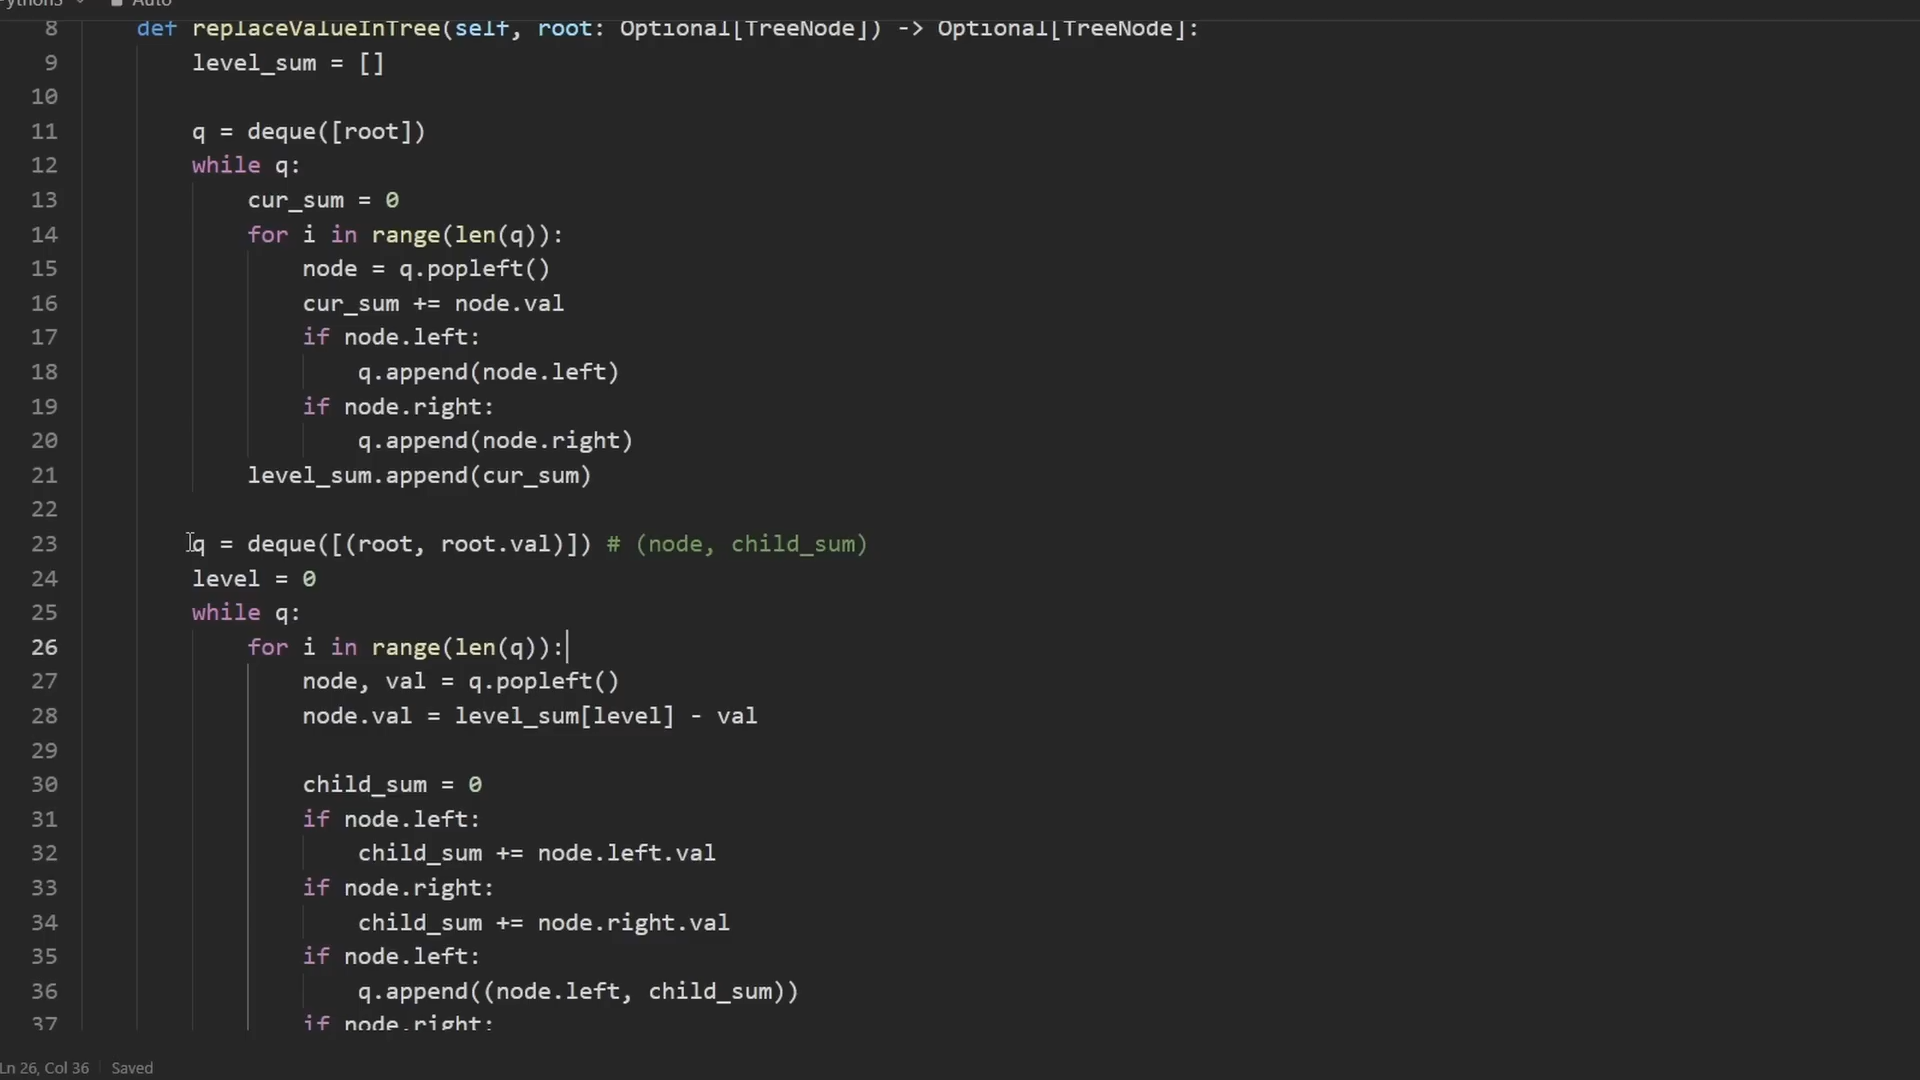 Python3 Auto
8 def replaceValueInTree(self, root: Optional[TreeNode]) -> Optional[TreeNode]:
9 level_sum = []
10
11 q = deque([root])
12 while q:
13 cur_sum = 0
14 for i in range(len(q)):
15 node = q.popleft()
16 cur_sum += node.val
17 if node.left:
18 q.append(node.left)
19 if node.right:
20 q.append(node.right)
21 level_sum.append(cur_sum)
22
23 q = deque([(root, root.val)]) # (node, child_sum)
24 level = 0
25 while q:
26 for i in range(len(q)):
27 node, val = q.popleft()
28 node.val = level_sum[level] - val
29
30 child_sum = 0
31 if node.left:
32 child_sum += node.left.val
33 if node.right:
34 child_sum += node.right.val
35 if node.left:
36 q.append((node.left, child_sum))
37 if node.right:
Ln 26, Col 36 Saved